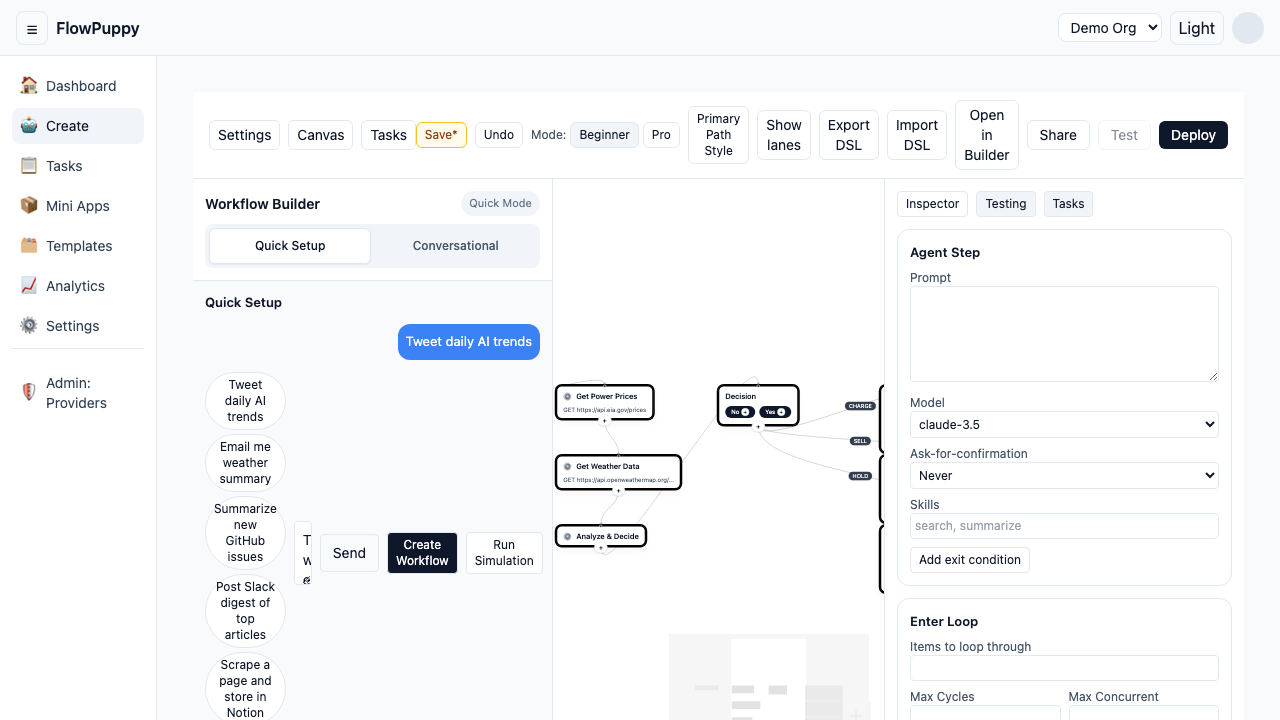 ☰ FlowPuppy
Demo Org
Light
Dashboard
Create
Tasks
Mini Apps
Templates
Analytics
Settings
Admin:
Providers
Settings
Canvas
Tasks
Save*
Undo
Mode:
Beginner
Pro
Primary
Path
Style
Show
lanes
Export
DSL
Import
DSL
Open
in
Builder
Share
Test
Deploy
Workflow Builder
Quick Mode
Quick Setup
Conversational
Quick Setup
Tweet daily AI trends
Tweet
daily AI
trends
Email me
weather
summary
Summarize
new
GitHub
issues
Post Slack
digest of
top
articles
Scrape a
page and
store in
Notion
Send
Create
Workflow
Run
Simulation
Get Power Prices
GET https://api.eia.gov/prices
Get Weather Data
GET https://api.openweathermap.org/...
Analyze & Decide
Decision
No +
Yes +
CHARGE
SELL
HOLD
Inspector
Testing
Tasks
Agent Step
Prompt
Model
claude-3.5
Ask-for-confirmation
Never
Skills
search, summarize
Add exit condition
Enter Loop
Items to loop through
Max Cycles
Max Concurrent